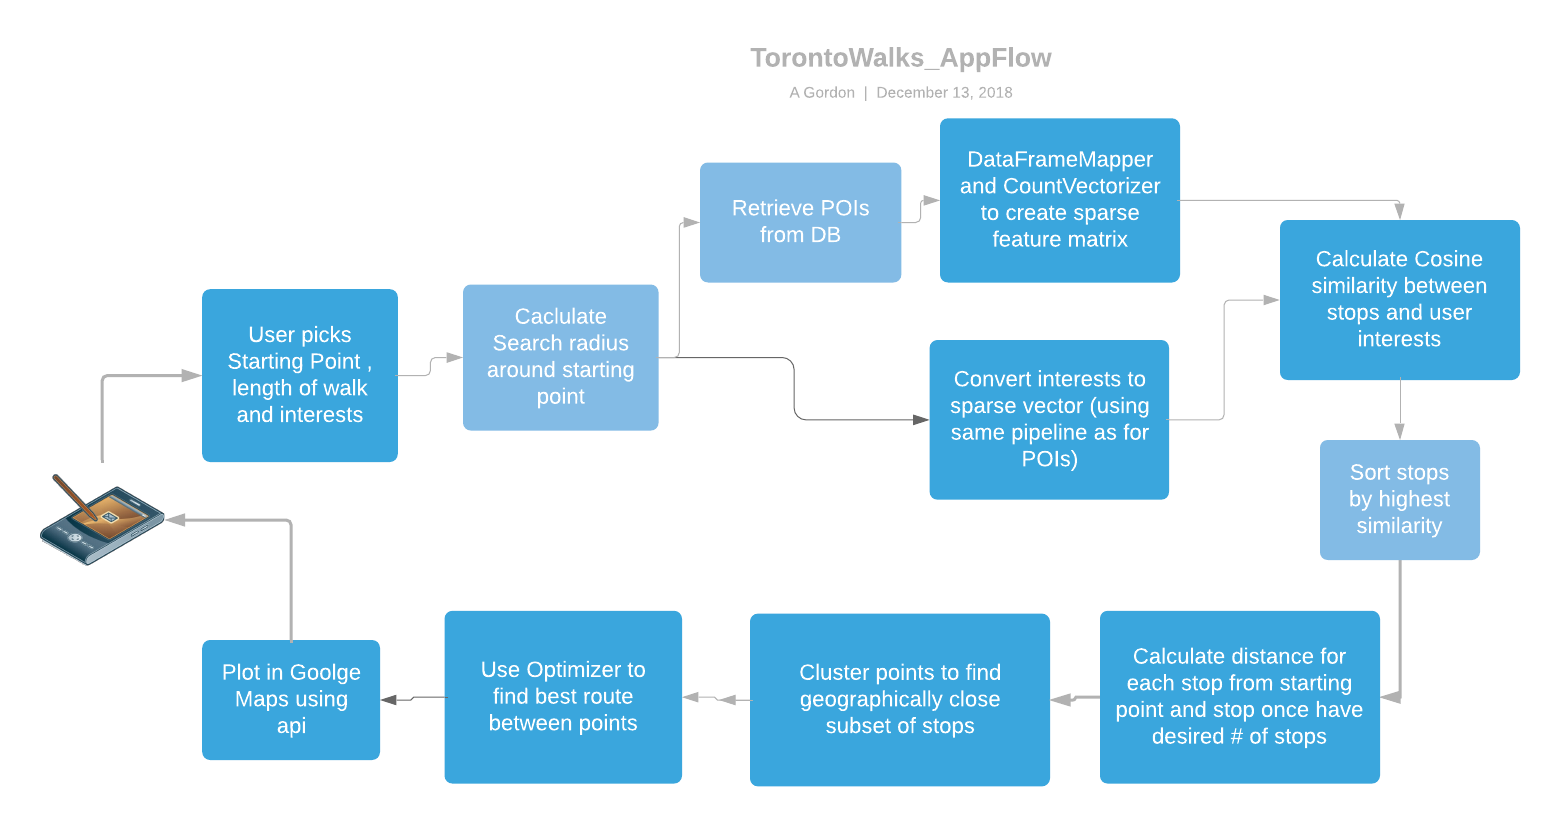 TorontoWalks_AppFlow
A Gordon | December 13, 2018
User picks
Starting Point ,
length of walk
and interests
Caclulate
Search radius
around starting
point
Retrieve POIs
from DB
DataFrameMapper
and CountVectorizer
to create sparse
feature matrix
Convert interests to
sparse vector (using
same pipeline as for
POIs)
Calculate Cosine
similarity between
stops and user
interests
Sort stops
by highest
similarity
Calculate distance for
each stop from starting
point and stop once have
desired # of stops
Cluster points to find
geographically close
subset of stops
Use Optimizer to
find best route
between points
Plot in Goolge
Maps using
api